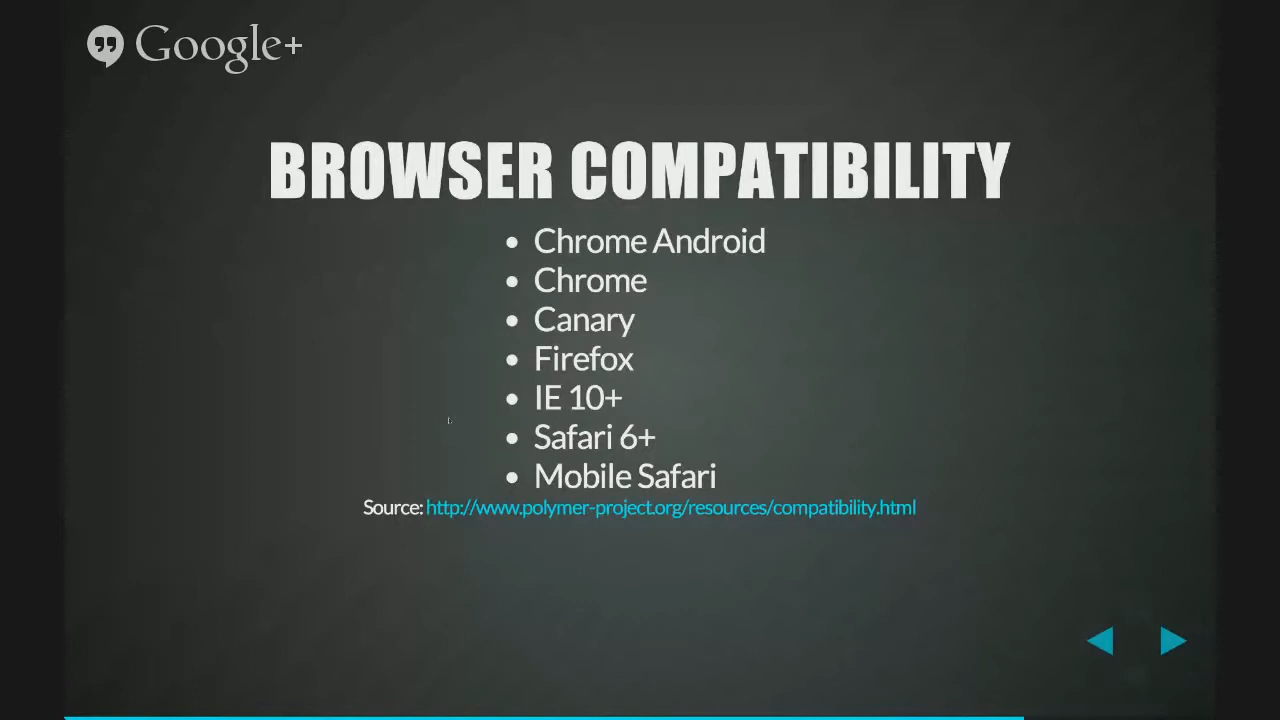 Google+
BROWSER COMPATIBILITY
Chrome Android
Chrome
Canary
Firefox
IE 10+
Safari 6+
Mobile Safari
Source: http://www.polymer-project.org/resources/compatibility.html